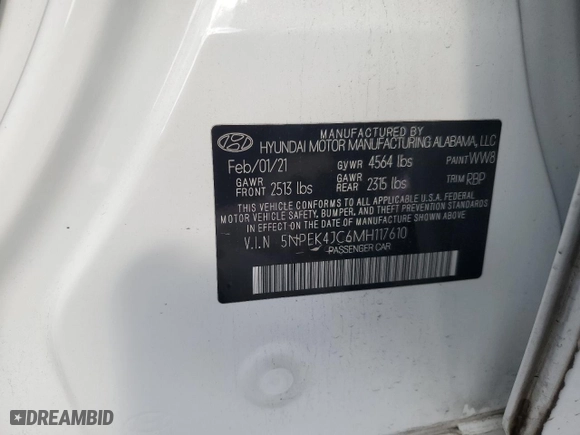 MANUFACTURED BY
HYUNDAI MOTOR MANUFACTURING ALABAMA, LLC
Feb/01/21 GVWR 4564 lbs PAINT WW8
GAWR FRONT 2513 lbs GAWR REAR 2315 lbs TRIM RBP
THIS VEHICLE CONFORMS TO ALL APPLICABLE U.S.A. FEDERAL
MOTOR VEHICLE SAFETY, BUMPER, AND THEFT PREVENTION STANDARDS
IN EFFECT ON THE DATE OF MANUFACTURE SHOWN ABOVE.
V.I.N 5NPEK4JC6MH117610
PASSENGER CAR
DREAMBID